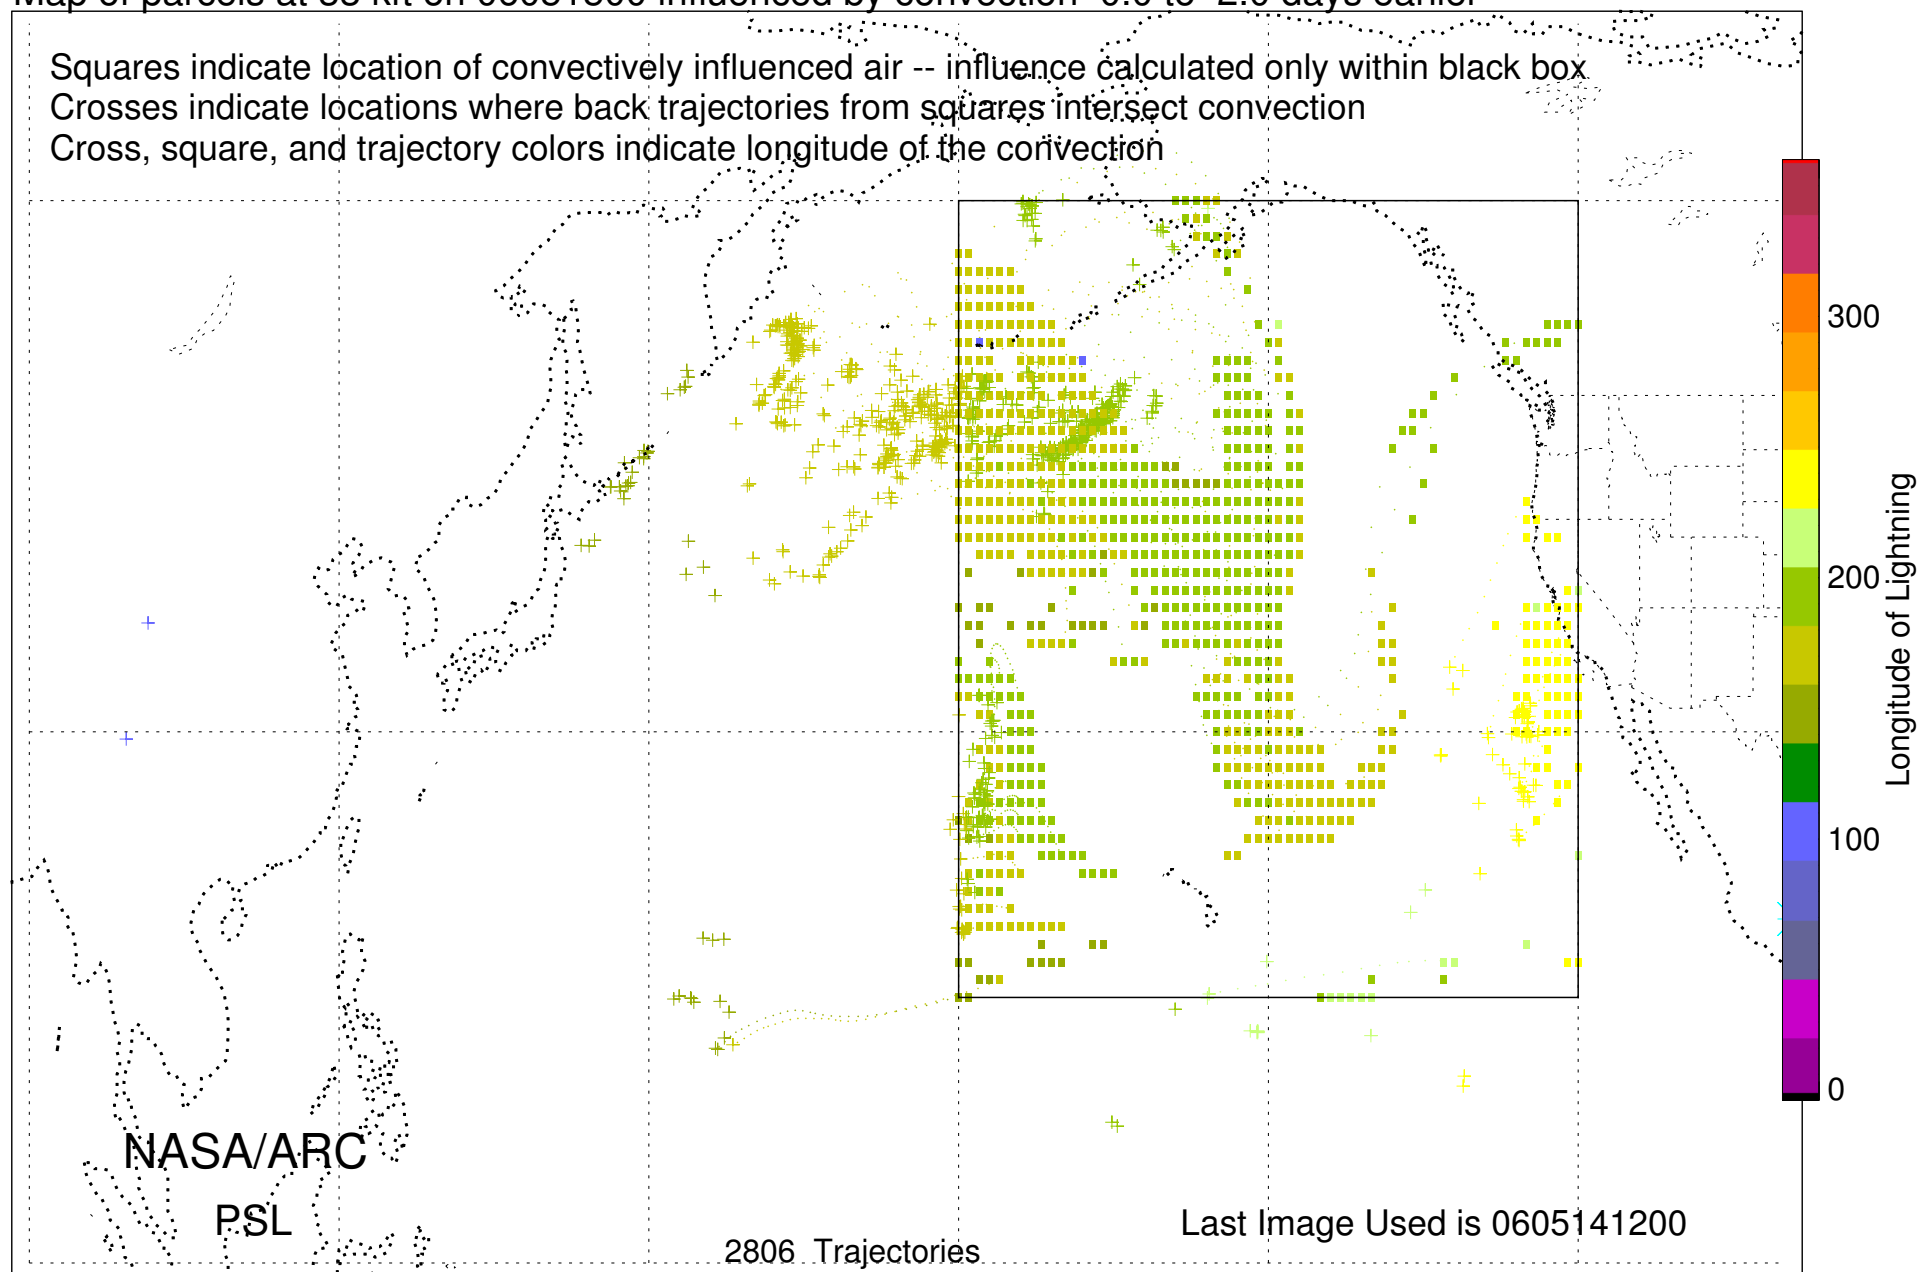 Squares indicate location of convectively influenced air -- influence calculated only within black box
Crosses indicate locations where back trajectories from squares intersect convection
Cross, square, and trajectory colors indicate longitude of the convection
300
200
100
0
Longitude of Lightning
NASA/ARC
PSL
Last Image Used is 0605141200
2806 Trajectories